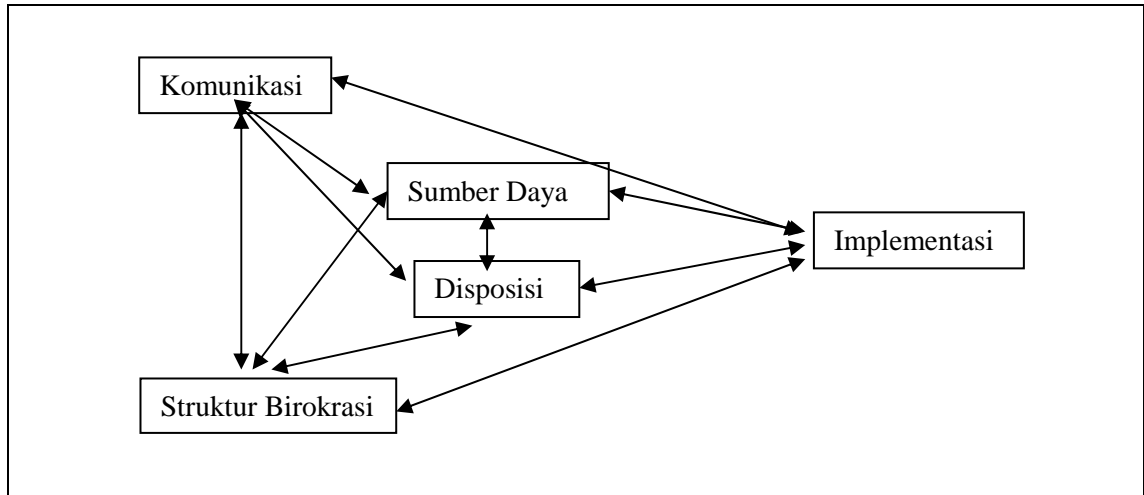 Komunikasi
Sumber Daya
Implementasi
Disposisi
Struktur Birokrasi